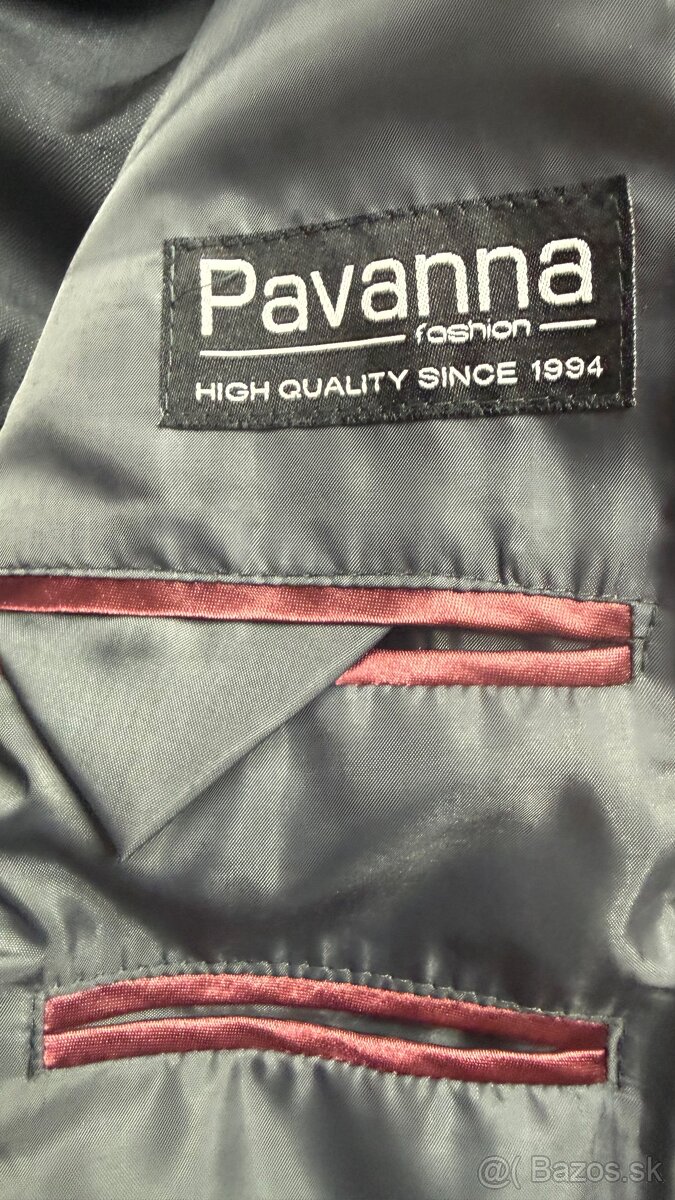 Pavanna
fashion
HIGH QUALITY SINCE 1994
@( Bazos.sk